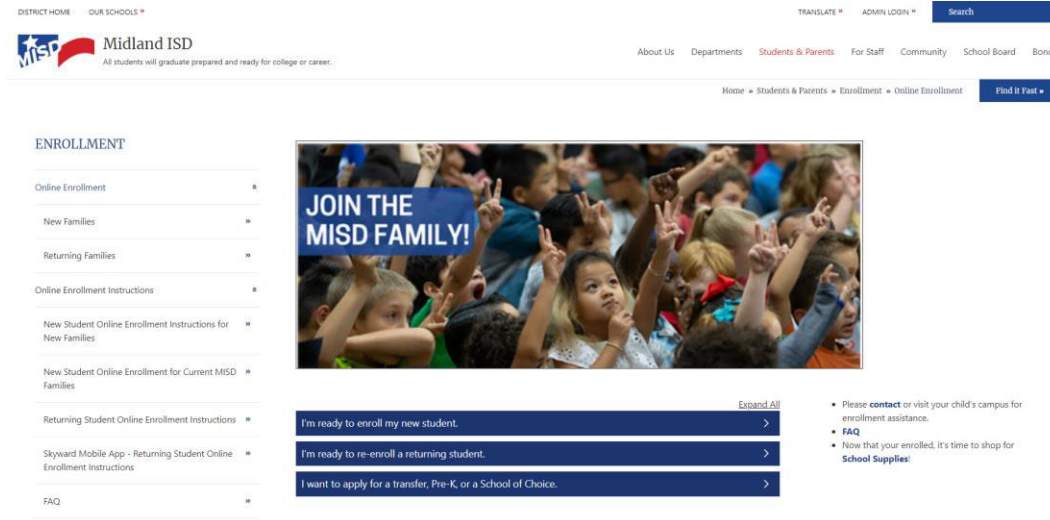 DISTRICT HOME OUR SCHOOLS »
TRANSLATE » ADMIN LOGIN » Search
MISD
Midland ISD
All students will graduate prepared and ready for college or career.
About Us Departments Students & Parents For Staff Community School Board
Home » Students & Parents » Enrollment » Online Enrollment
Find it Fast »
ENROLLMENT
Online Enrollment
New Families »
Returning Families »
Online Enrollment Instructions
New Student Online Enrollment Instructions for »
New Families
New Student Online Enrollment for Current MISD »
Families
Returning Student Online Enrollment Instructions »
Skyward Mobile App - Returning Student Online »
Enrollment Instructions
FAQ »
JOIN THE
MISD FAMILY!
Expand All
I'm ready to enroll my new student.
I'm ready to re-enroll a returning student.
I want to apply for a transfer, Pre-K, or a School of Choice.
• Please contact or visit your child's campus for
enrollment assistance.
• FAQ
• Now that your enrolled, it's time to shop for
School Supplies!